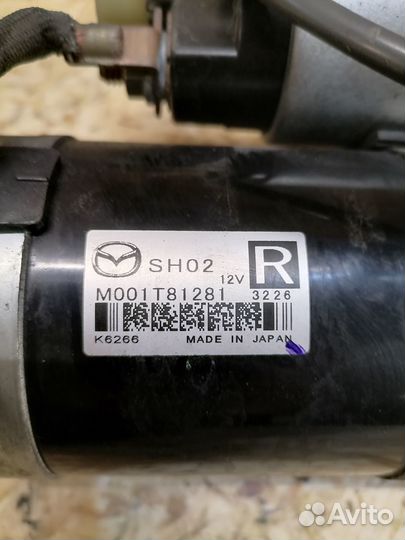 SH02 12V R
M001T81281 3226
K6266 MADE IN JAPAN
Avito